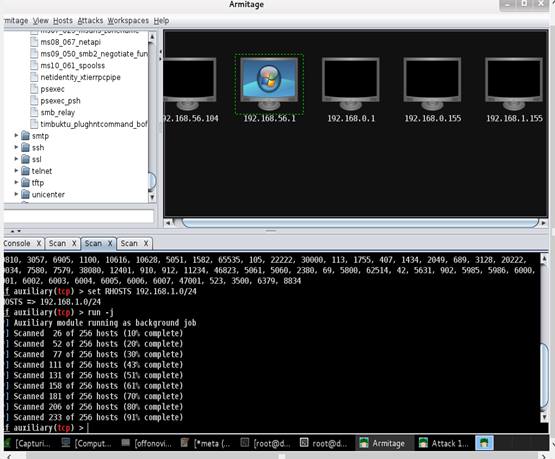 Armitage
rmitage View Hosts Attacks Workspaces Help
ms08_067_netapi
ms09_050_smb2_negotiate_fun
ms10_061_spoolss
netidentity_xtierrpcpipe
psexec
psexec_psh
smb_relay
timbuktu_plughntcommand_bof
smtp
ssh
ssl
telnet
tftp
unicenter
92.168.56.104
192.168.56.1
192.168.0.1
192.168.0.155
192.168.1.155
Console X Scan X Scan X Scan X
0810, 3057, 6905, 1100, 10616, 10628, 5051, 1582, 65535, 105, 22222, 30000, 113, 1755, 407, 1434, 2049, 689, 3128, 20222,
0034, 7580, 7579, 38080, 12401, 910, 912, 11234, 46823, 5061, 5060, 2380, 69, 5800, 62514, 42, 5631, 902, 5985, 5986, 6000,
001, 6002, 6003, 6004, 6005, 6006, 6007, 47001, 523, 3500, 6379, 8834
sf auxiliary(tcp) > set RHOSTS 192.168.1.0/24
HOSTS => 192.168.1.0/24
sf auxiliary(tcp) > run -j
] Auxiliary module running as background job
] Scanned 26 of 256 hosts (10% complete)
] Scanned 52 of 256 hosts (20% complete)
] Scanned 77 of 256 hosts (30% complete)
] Scanned 111 of 256 hosts (43% complete)
] Scanned 131 of 256 hosts (51% complete)
] Scanned 158 of 256 hosts (61% complete)
] Scanned 181 of 256 hosts (70% complete)
] Scanned 206 of 256 hosts (80% complete)
] Scanned 233 of 256 hosts (91% complete)
sf auxiliary(tcp) >
[Capturi... [Comput... [offonovi... [*meta (... [root@d... root@d... Armitage Attack 1...